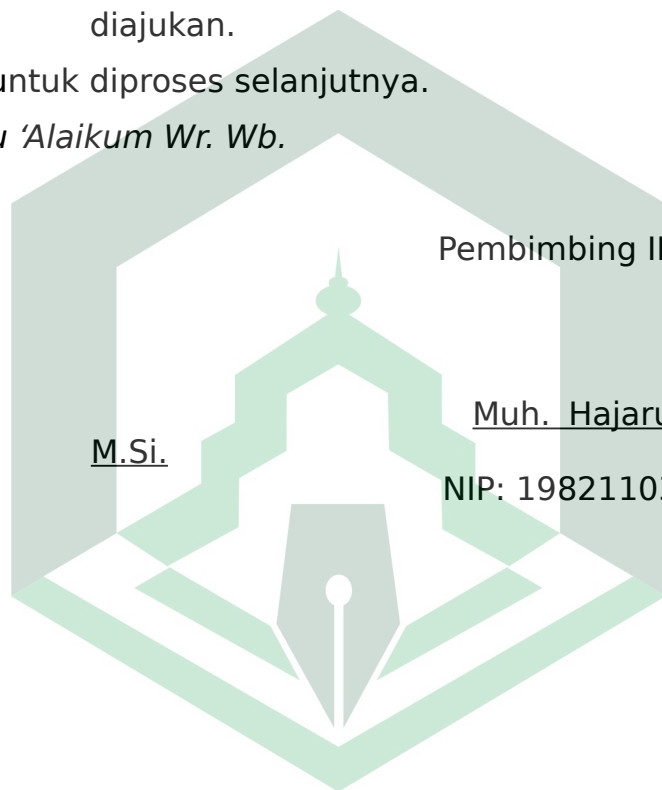 diajukan.
untuk diproses selanjutnya.
u ‘Alaikum Wr. Wb.
Pembimbing II
Muh. Hajaru
M.Si.
NIP: 1982110